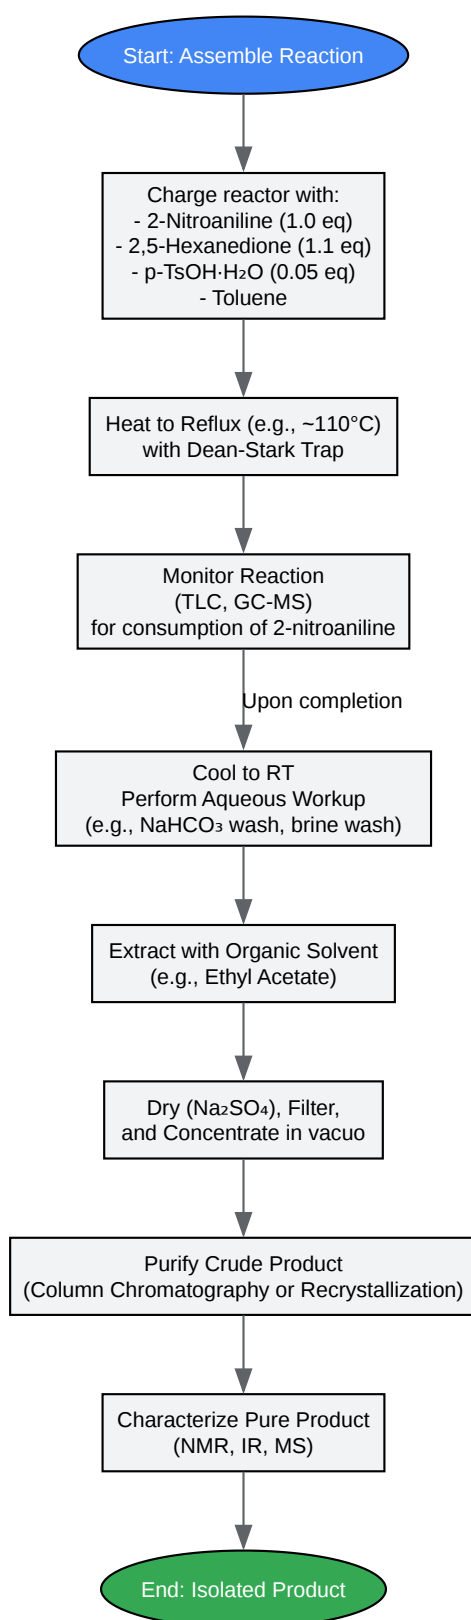 Start: Assemble Reaction
Charge reactor with:
- 2-Nitroaniline (1.0 eq)
- 2,5-Hexanedione (1.1 eq)
- p-TsOH·H₂O (0.05 eq)
- Toluene
Heat to Reflux (e.g., ~110°C)
with Dean-Stark Trap
Monitor Reaction
(TLC, GC-MS)
for consumption of 2-nitroaniline
Upon completion
Cool to RT
Perform Aqueous Workup
(e.g., NaHCO₃ wash, brine wash)
Extract with Organic Solvent
(e.g., Ethyl Acetate)
Dry (Na₂SO₄), Filter,
and Concentrate in vacuo
Purify Crude Product
(Column Chromatography or Recrystallization)
Characterize Pure Product
(NMR, IR, MS)
End: Isolated Product